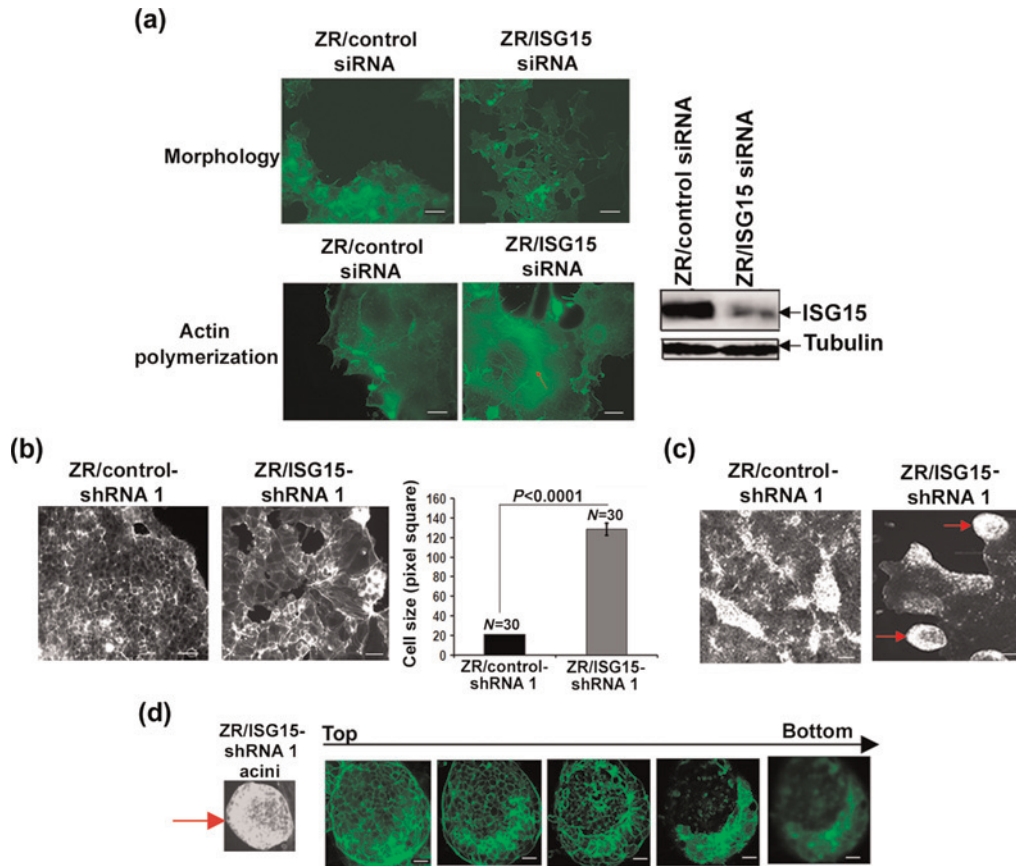 (a)
ZR/control
siRNA
ZR/ISG15
siRNA
Morphology
ZR/control
siRNA
ZR/ISG15
siRNA
Actin
polymerization
ZR/control siRNA
ZR/ISG15 siRNA
ISG15
Tubulin
(b)
ZR/control-
shRNA 1
ZR/ISG15-
shRNA 1
Cell size (pixel square)
160
140
120
100
80
60
40
20
0
P<0.0001
N=30
N=30
ZR/control-
shRNA 1
ZR/ISG15-
shRNA 1
(c)
ZR/control-
shRNA 1
ZR/ISG15-
shRNA 1
(d)
ZR/ISG15-
shRNA 1
acini
Top
Bottom